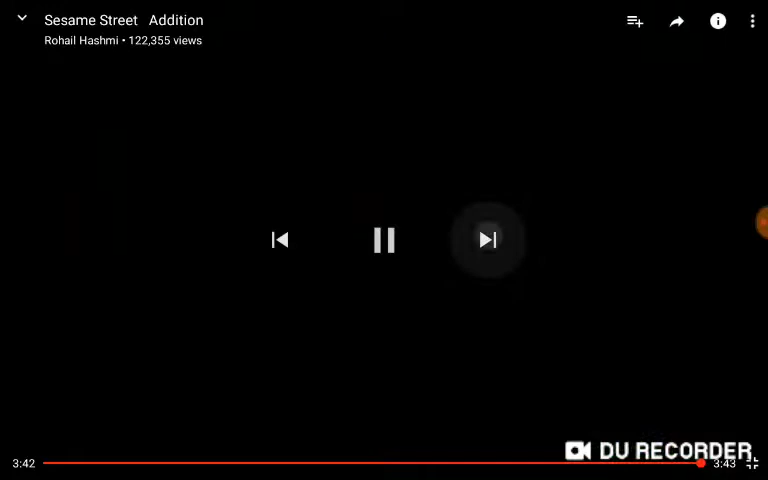 Sesame Street Addition
Rohail Hashmi • 122,355 views
DU RECORDER
3:42
3:43